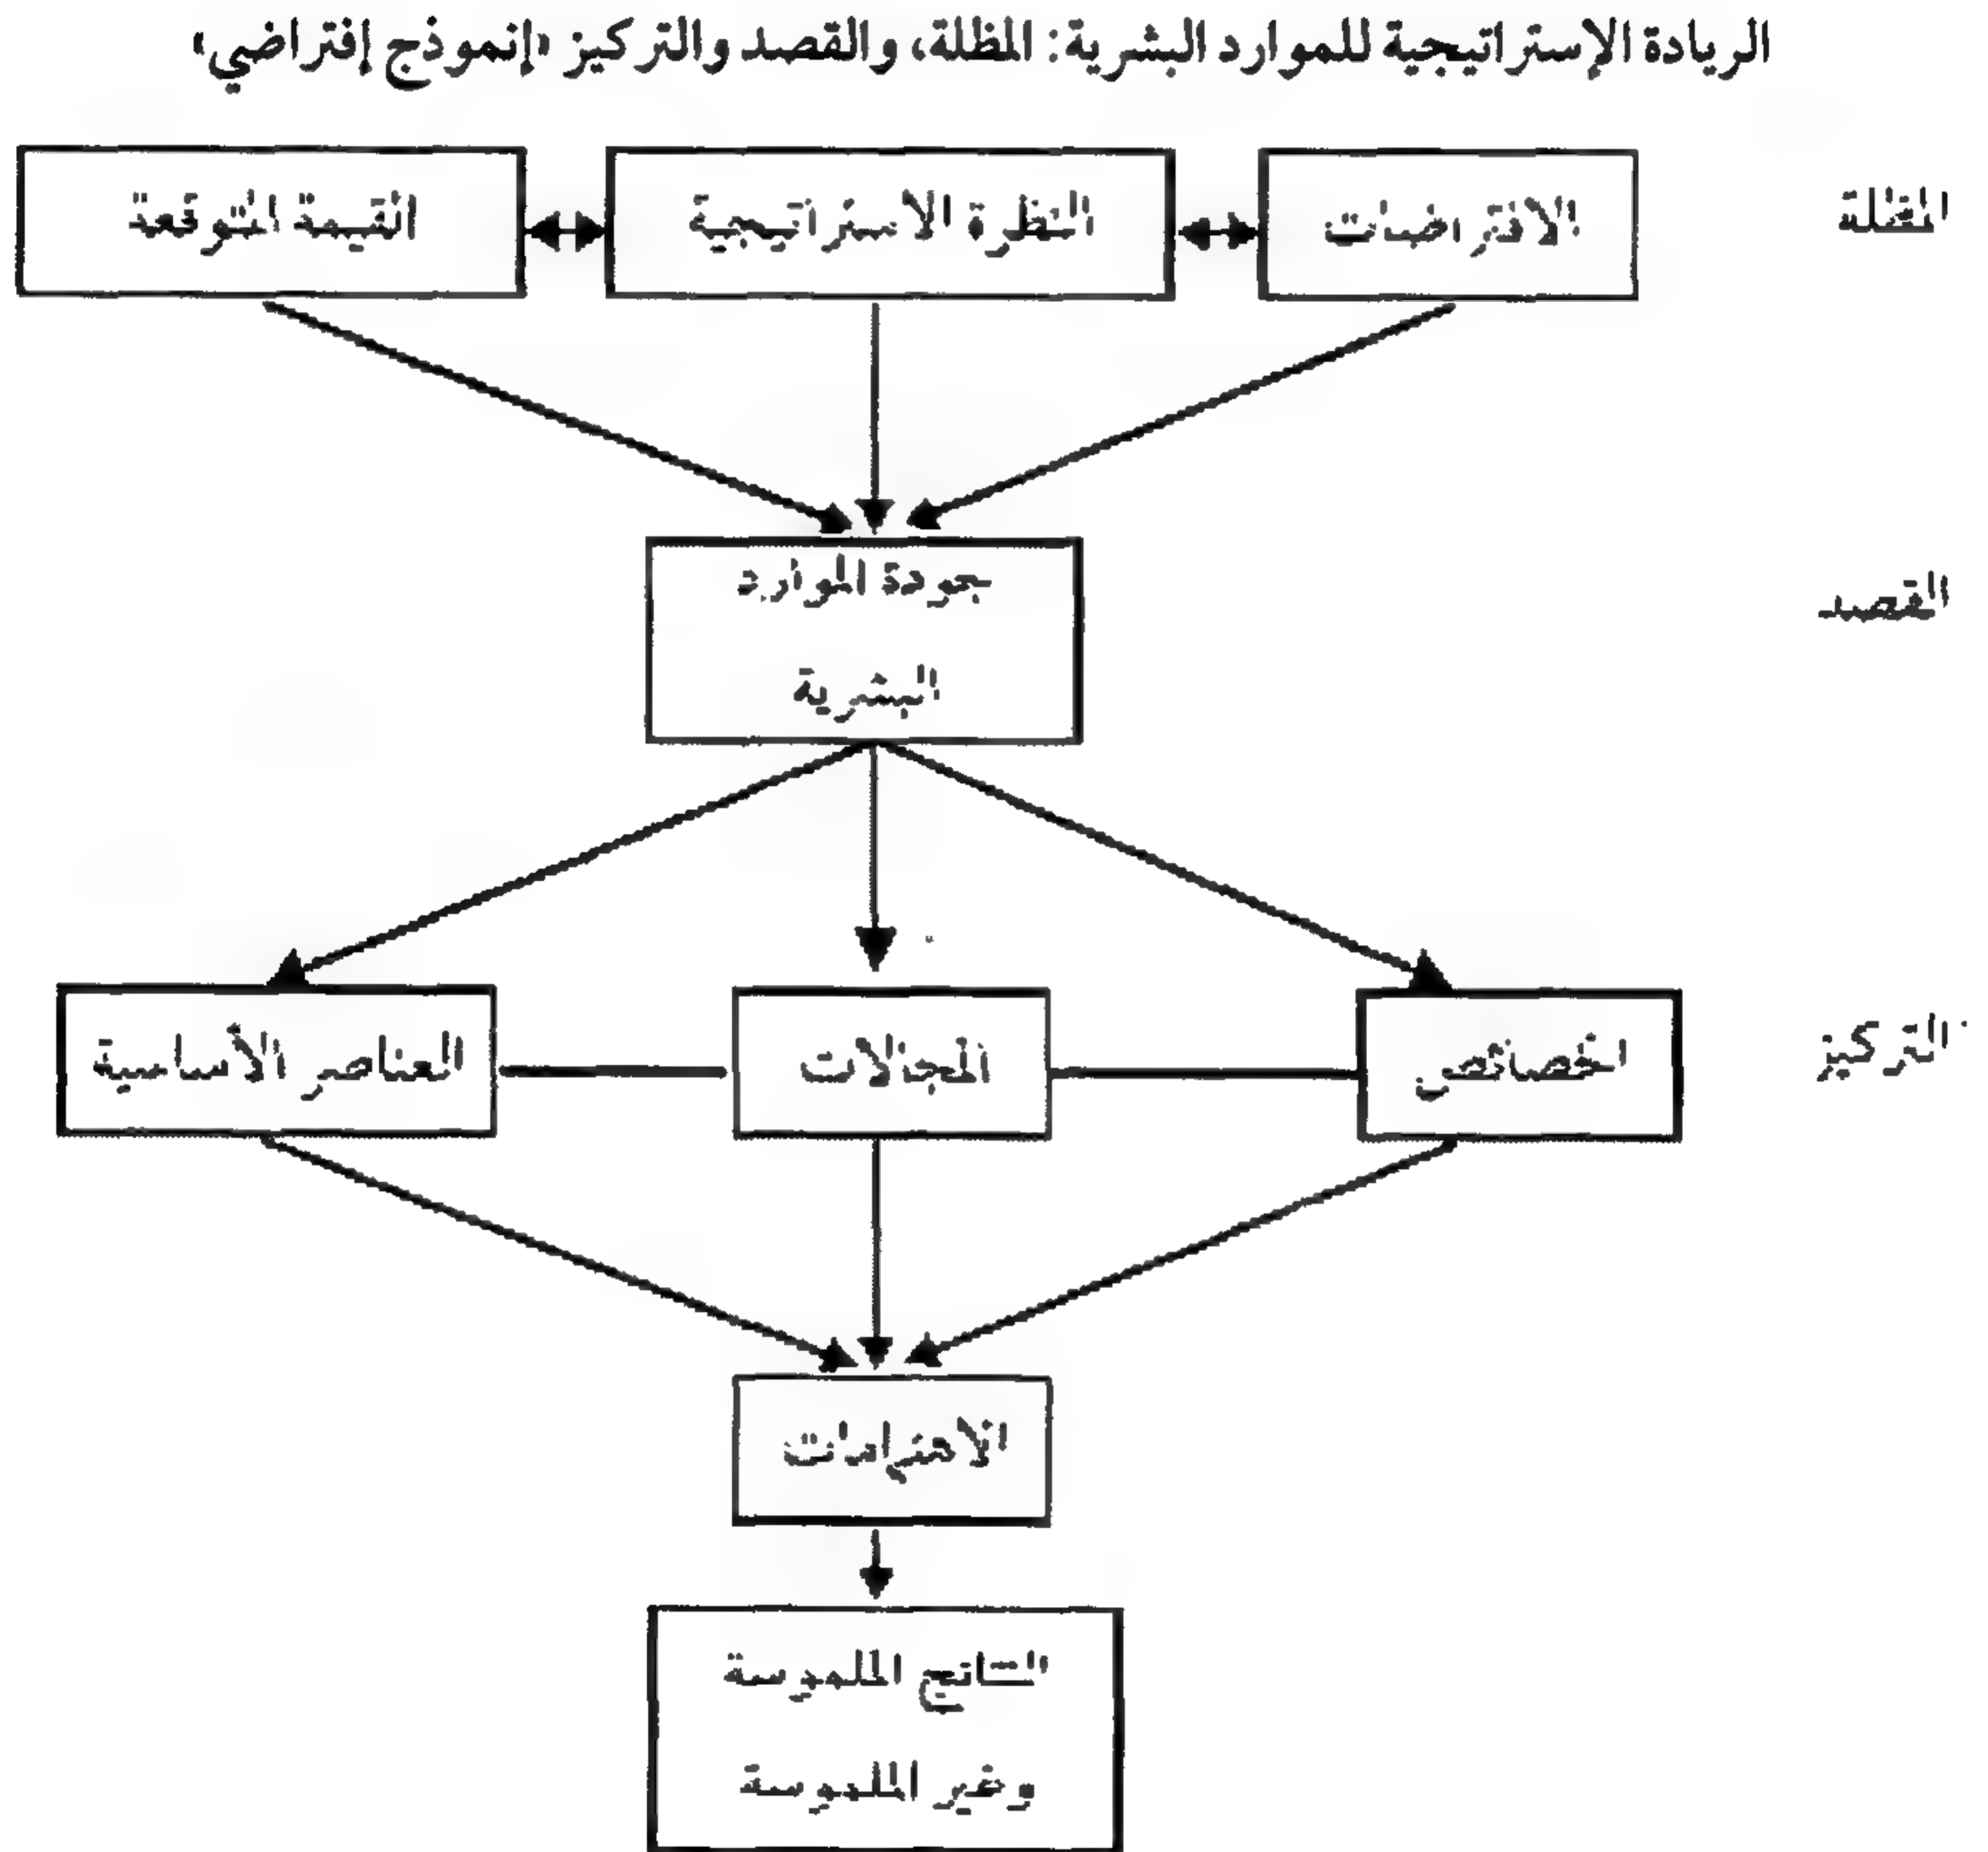 الريادة الإستراتيجية للموارد البشرية: المظلة، والقصد والتركيز «إنموذج إفتراضي»
المظلة
الافتراضات
النظرة الاستراتيجية
القيمة المتوقعة
القصد
جودة الموارد
البشرية
التركيز
الخصائص
المجالات
العناصر الأساسية
الاهتمامات
النتائج الملموسة
وغير الملموسة